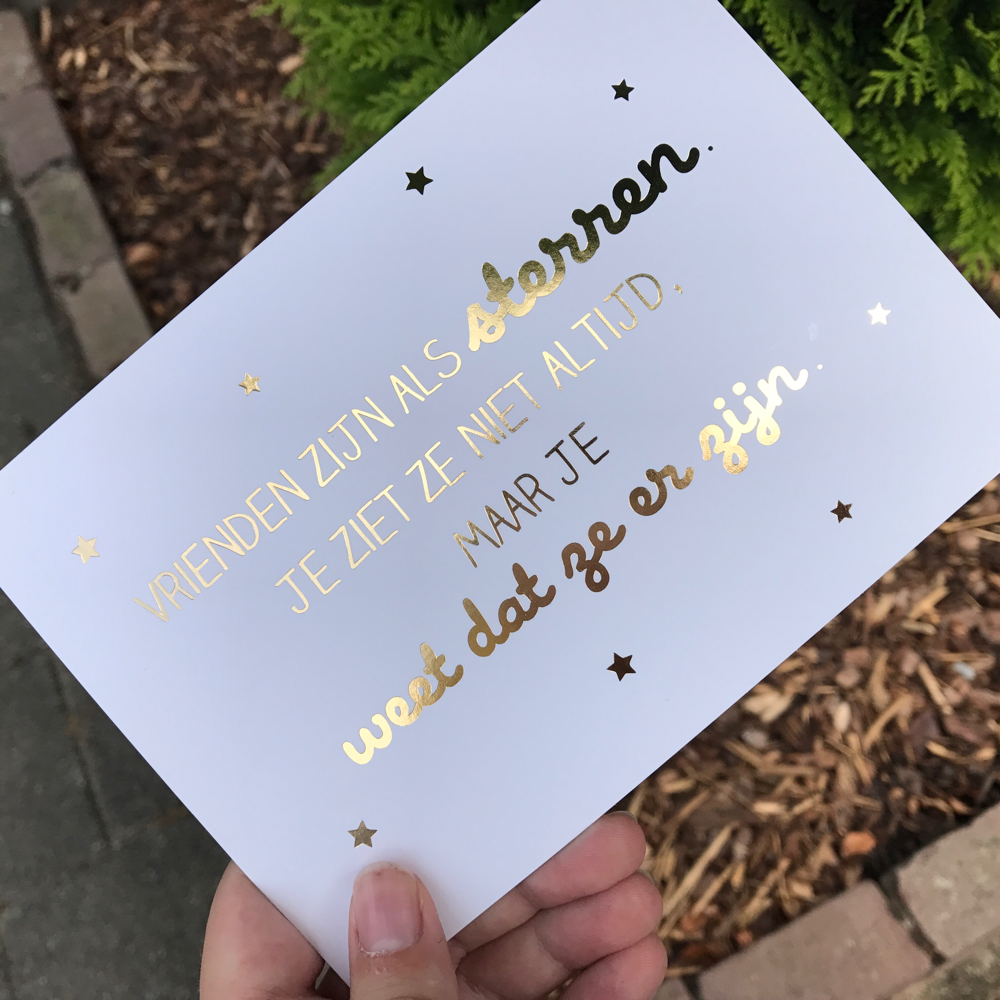 VRIENDEN ZIJN ALS sterren.
JE ZIET ZE NIET ALTIJD,
MAAR JE
weet dat ze er zijn.